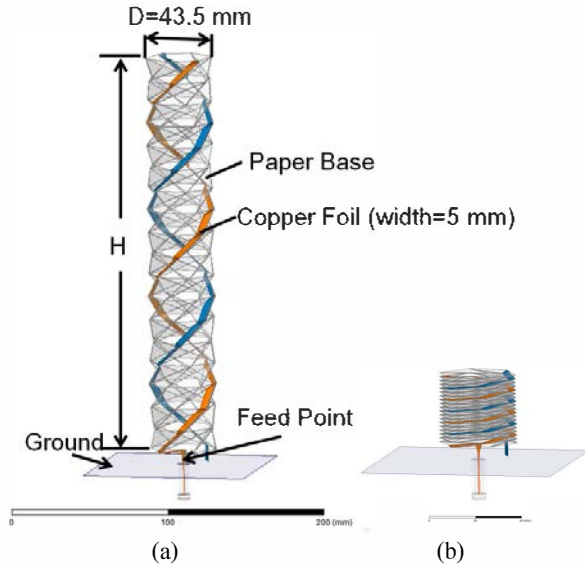 D=43.5 mm
Paper Base
Copper Foil (width=5 mm)
H
Feed Point
Ground
0 100 200 (mm)
(a) (b)